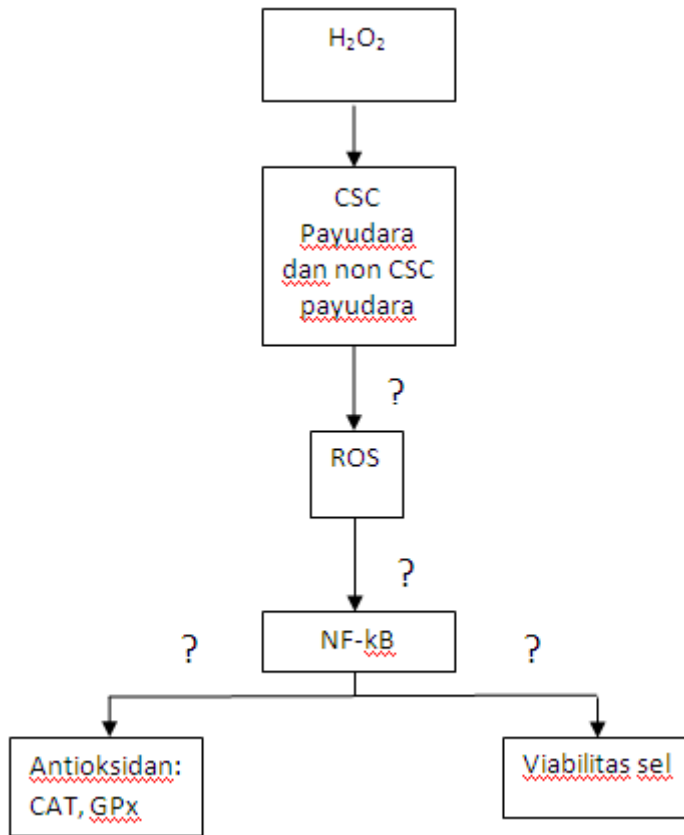 H₂O₂
CSC
Payudara
dan non CSC
payudara
?
ROS
?
NF-kB
?
?
Antioksidan:
CAT, GPx
Viabilitas sel